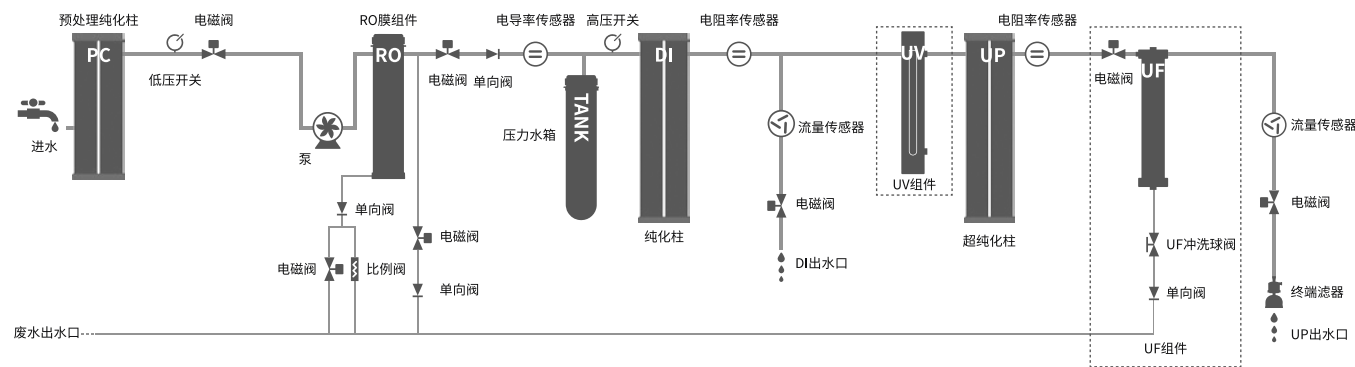 预处理纯化柱
电磁阀
RO膜组件
电导率传感器
高压开关
电阻率传感器
电阻率传感器
PC
RO
DI
UV
UP
UF
低压开关
电磁阀
单向阀
电磁阀
TANK
进水
泵
压力水箱
流量传感器
流量传感器
UV组件
单向阀
电磁阀
电磁阀
电磁阀
纯化柱
超纯化柱
UF冲洗球阀
DI出水口
电磁阀
比例阀
单向阀
单向阀
终端滤器
废水出水口
UP出水口
UF组件